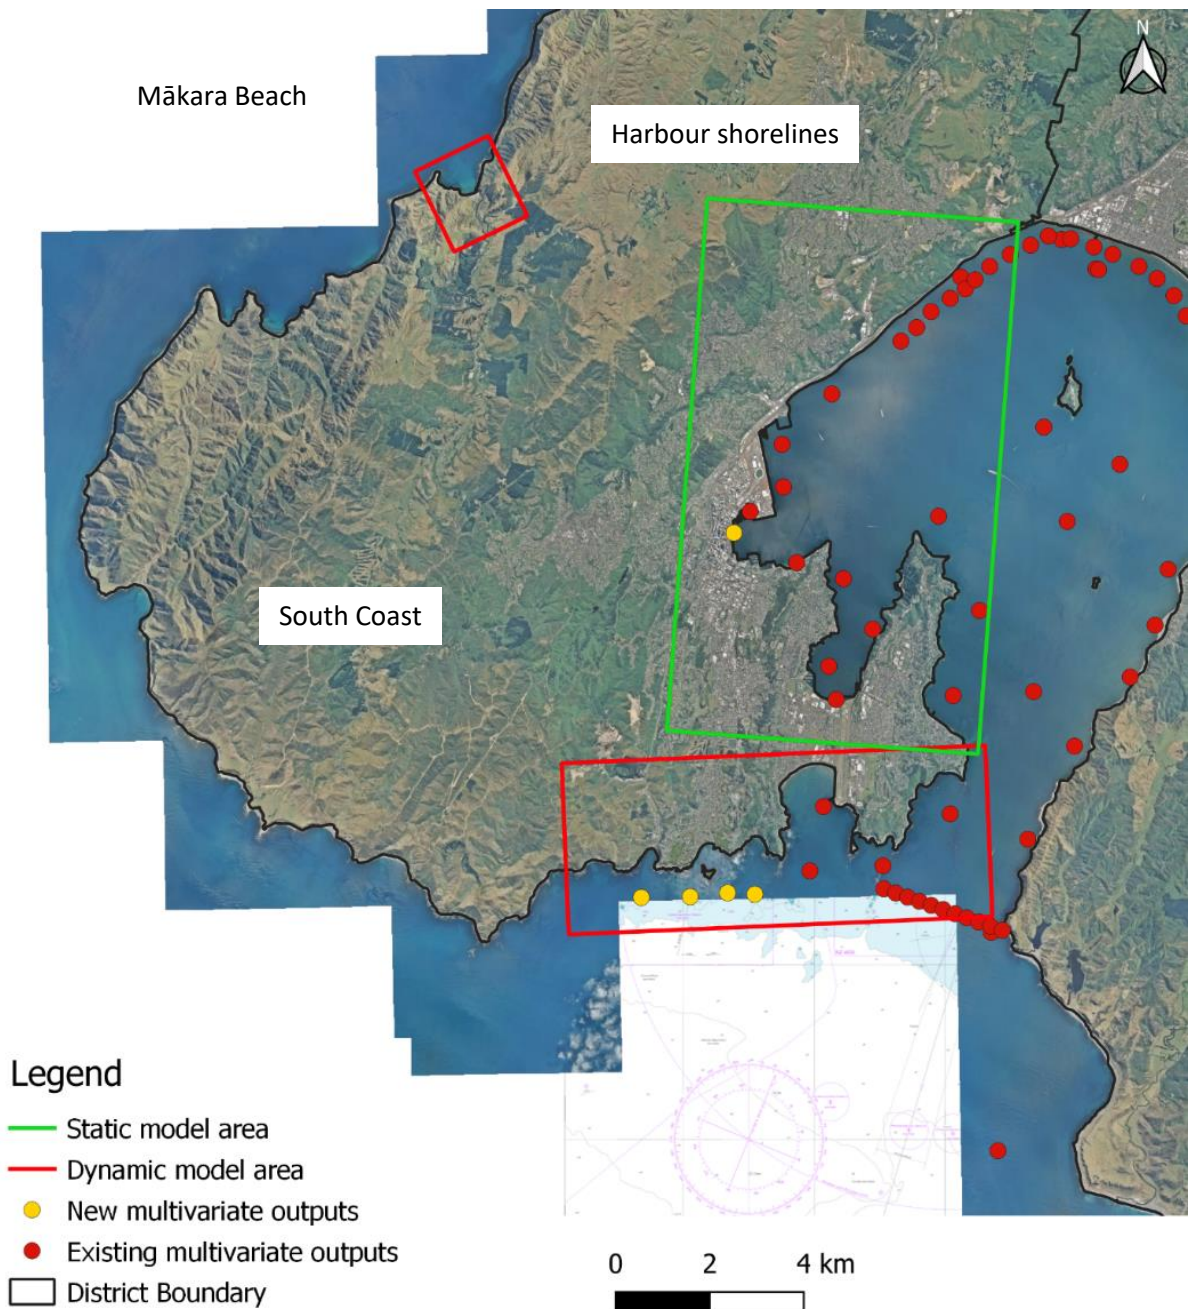 N
Mākara Beach
Harbour shorelines
South Coast
Legend
Static model area
Dynamic model area
New multivariate outputs
Existing multivariate outputs
District Boundary
0 2 4 km